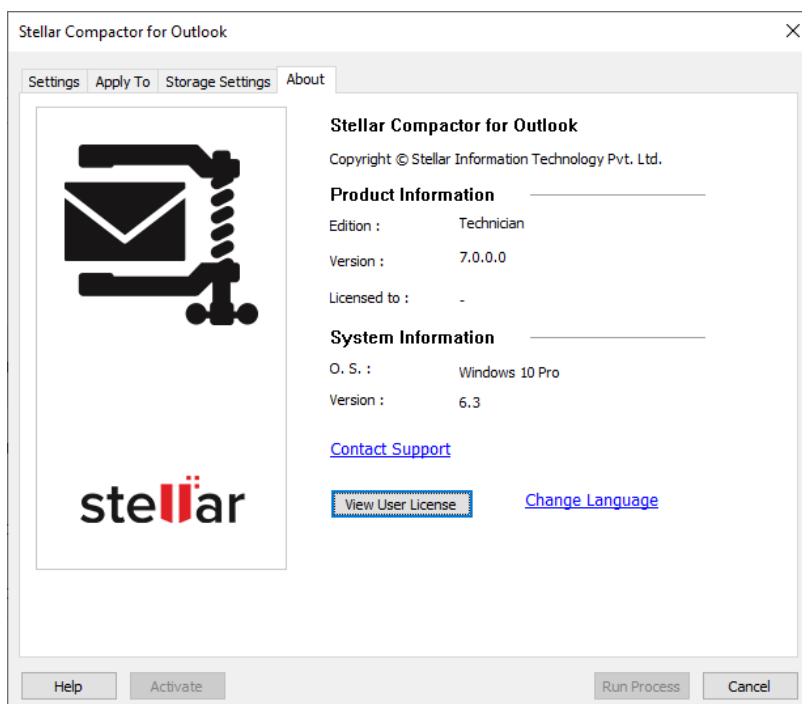 Stellar Compactor for Outlook
Settings Apply To Storage Settings About
Stellar Compactor for Outlook
Copyright © Stellar Information Technology Pvt. Ltd.
Product Information
Edition : Technician
Version : 7.0.0.0
Licensed to : -
System Information
O. S. : Windows 10 Pro
Version : 6.3
Contact Support
stellar
View User License Change Language
Help Activate Run Process Cancel